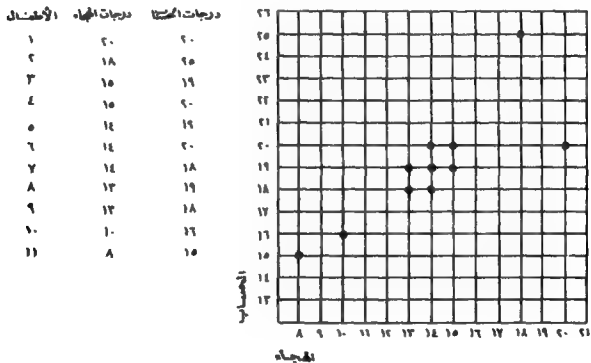 الأطفال درجات الهجاء درجات الحساب
١ ٢٠ ٢٠
٢ ١٨ ٢٥
٣ ١٥ ١٩
٤ ١٥ ٢٠
٥ ١٤ ١٩
٦ ١٤ ٢٠
٧ ١٤ ١٨
٨ ١٣ ١٩
٩ ١٣ ١٨
١٠ ١٠ ١٦
١١ ٨ ١٥
٢٦
٢٥
٢٤
٢٣
٢٢
٢١
٢٠
١٩
١٨
١٧
١٦
١٥
١٤
١٣
الحساب
٨ ٩ ١٠ ١١ ١٢ ١٣ ١٤ ١٥ ١٦ ١٧ ١٨ ١٩ ٢٠ ٢١
الهجاء